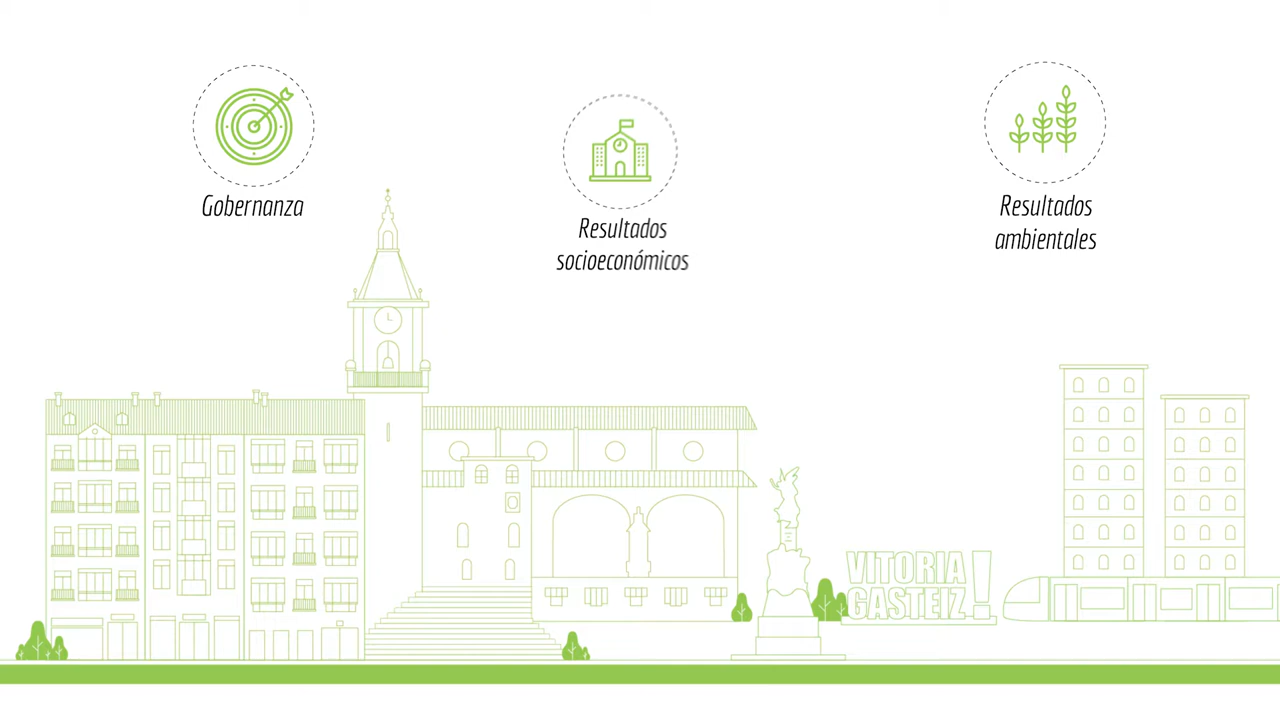 Gobernanza
Resultados
socioeconómicos
Resultados
ambientales
VITORIA
GASTEIZ!